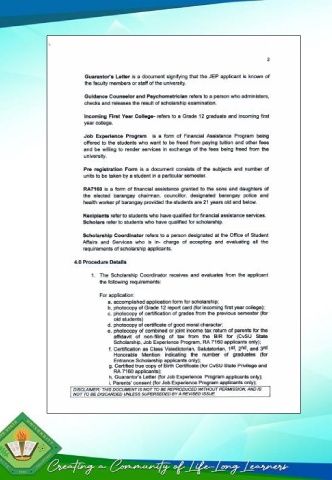 2
Guarantor's Letter is a document signifying that the JEP applicant is known of
the faculty members or staff of the university.
Guidance Counselor and Psychometrician refers to a person who administers,
checks and releases the result of scholarship examination.
Incoming First Year College- refers to a Grade 12 graduate and incoming first
year college.
Job Experience Program is a form of Financial Assistance Program being
offered to the students who want to be freed from paying tuition and other fees
and be willing to render services in exchange of the fees being freed from the
university.
Pre registration Form is a document consists of the subjects and number of
units to be taken by a student in a particular semester.
RA7160 is a form of financial assistance granted to the sons and daughters of
the elected barangay chairman, councilor, designated barangay police and
health worker pf barangay provided the students are 21 years old and below.
Recipients refer to students who have qualified for financial assistance services.
Scholars refer to students who have qualified for scholarship.
Scholarship Coordinator refers to a person designated at the Office of Student
Affairs and Services who is in- charge of accepting and evaluating all the
requirements of scholarship applicants.
4.0 Procedure Details
1. The Scholarship Coordinator receives and evaluates from the applicant
the following requirements:
For application:
a. accomplished application form for scholarship;
b. photocopy of Grade 12 report card (for incoming first year college);
c. photocopy of certification of grades from the previous semester (for
old students)
d. photocopy of certificate of good moral character;
e. photocopy of combined or joint income tax return of parents for the
affidavit of non-filing of tax from the BIR for (CvSU State
Scholarship, Job Experience Program, RA 7160 applicants only);
f. Certification as Class Valedictorian, Salutatorian, (1st, 2nd, and 3rd
Honorable Mention indicating the number of graduates (for
Entrance Scholarship applicants only);
g. Certified true copy of Birth Certificate (for CvSU State Privilege and
RA 7160 applicants);
h. Guarantor's Letter (for Job Experience Program applicants only);
i. Parents' consent (for Job Experience Program applicants only);
DISCLAIMER: THIS DOCUMENT IS NOT TO BE REPRODUCED WITHOUT PERMISSION, AND IS
NOT TO BE DISCARDED UNLESS SUPERSEDED BY A REVISED ISSUE
Creating a Community of Life-Long Learners